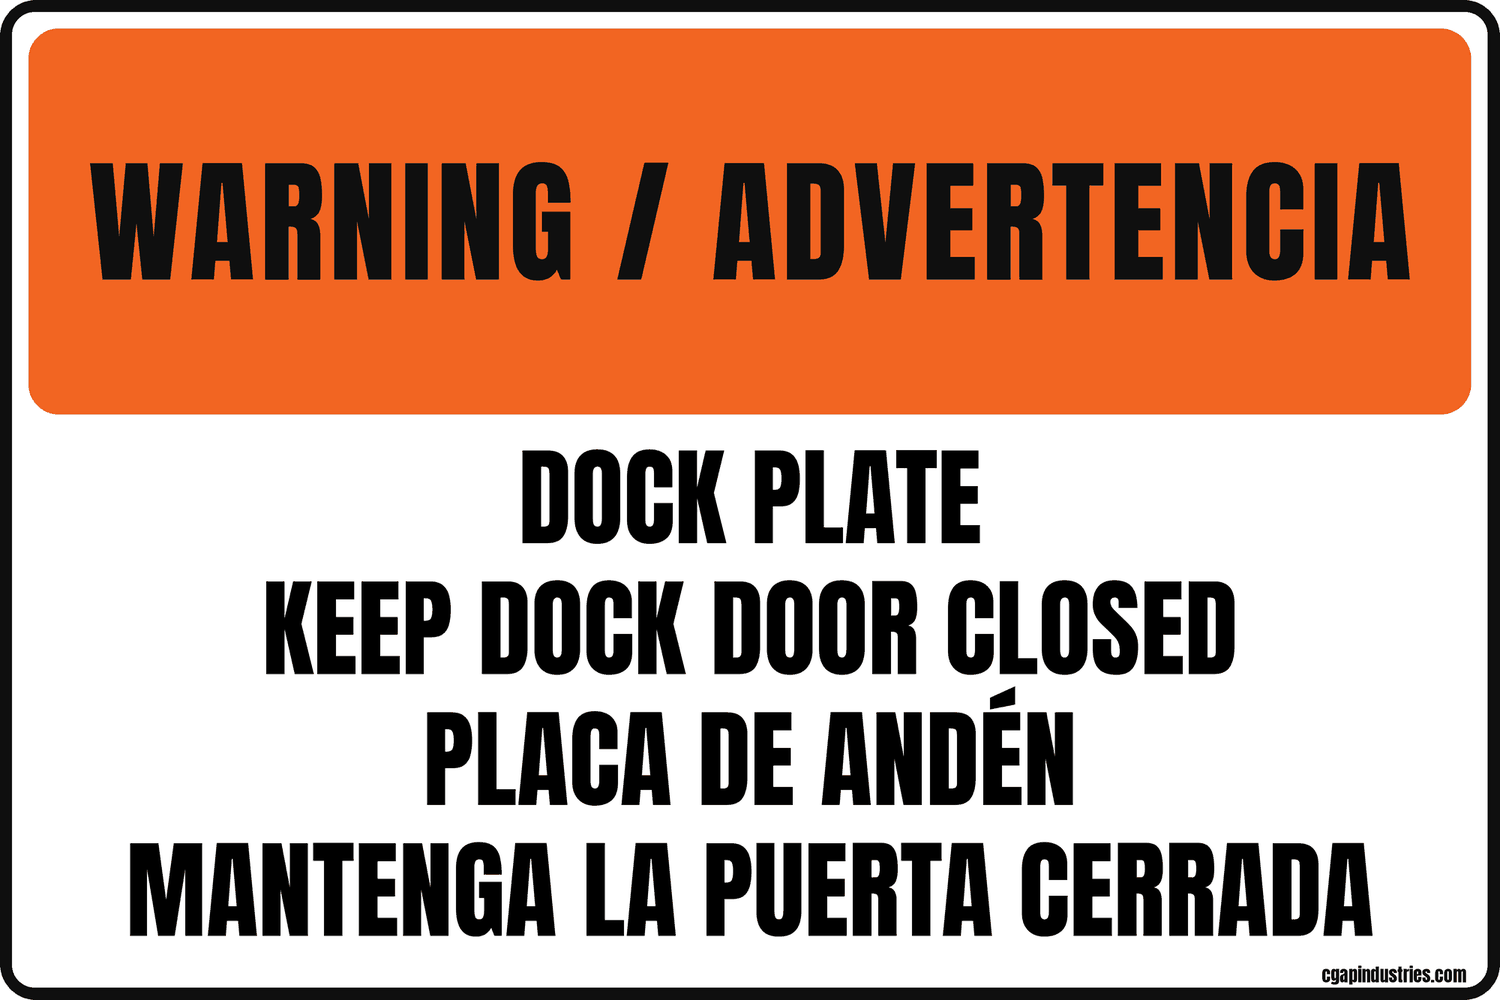 WARNING / ADVERTENCIA
DOCK PLATE
KEEP DOCK DOOR CLOSED
PLACA DE ANDÉN
MANTENGA LA PUERTA CERRADA
cgapindustries.com